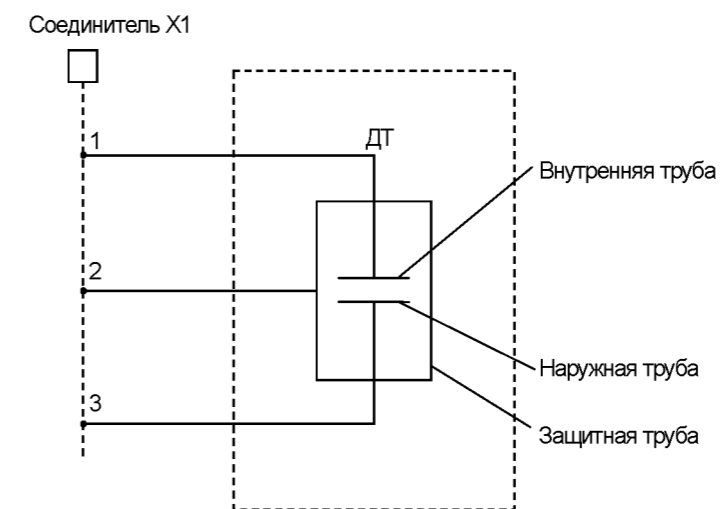 Соединитель X1
1
ДТ
Внутренняя труба
2
Наружная труба
3
Защитная труба